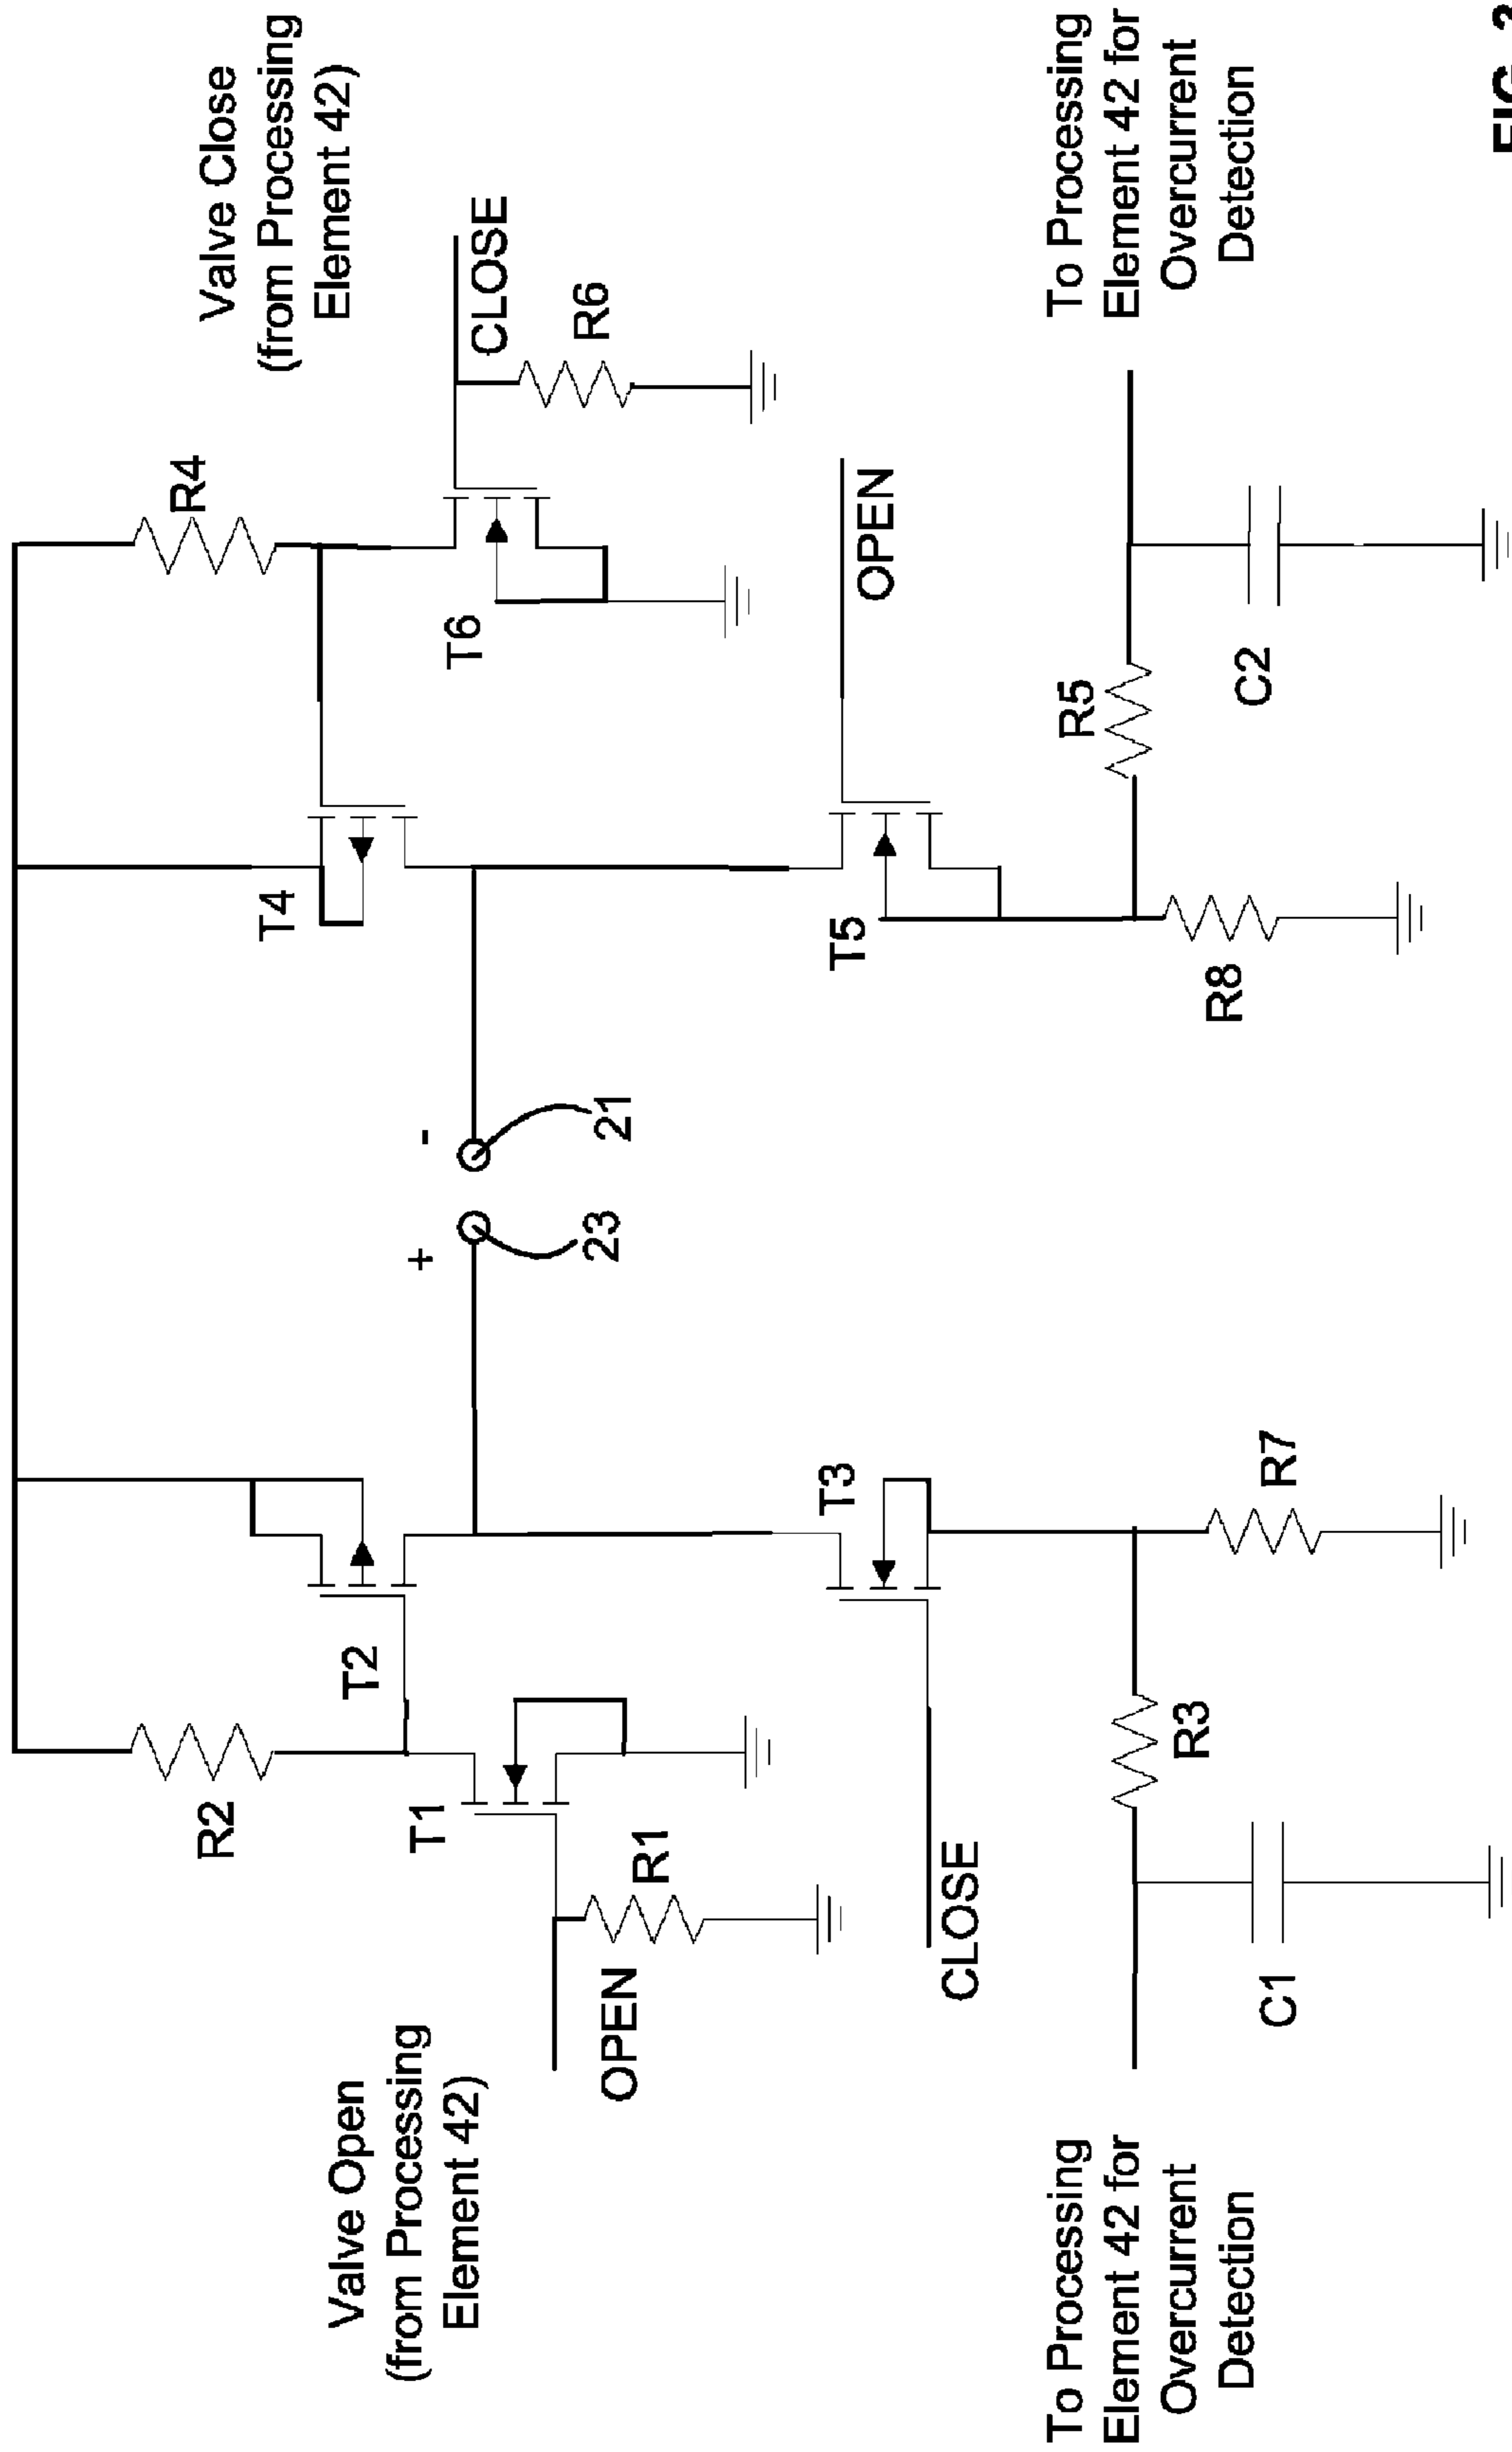 Valve Close
(from Processing
Element 42)
R4
R2
T4
Valve Open
(from Processing
Element 42)
T2
T1
+
-
T6
CLOSE
R6
OPEN
R1
23
21
T3
T5
OPEN
CLOSE
To Processing
Element 42 for
Overcurrent
Detection
R3
C1
R7
R8
R5
C2
To Processing
Element 42 for
Overcurrent
Detection
FIG.